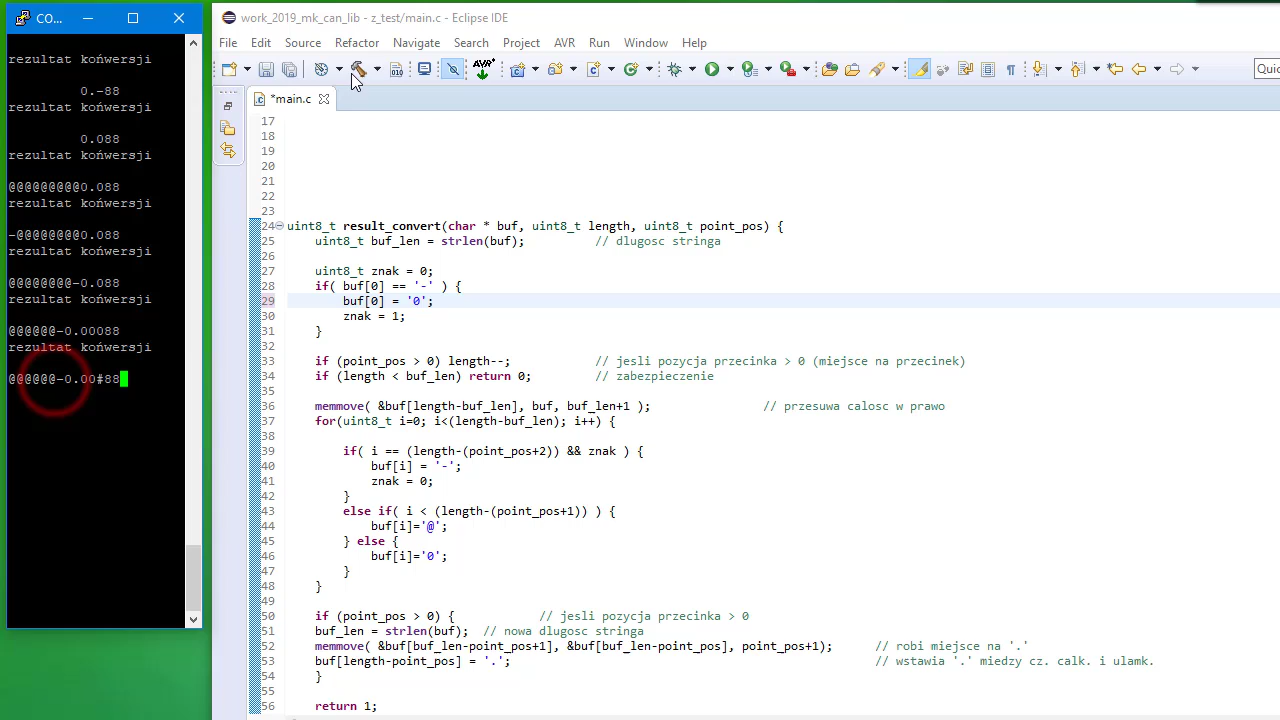 CO...
rezultat końwersji
0.-88
rezultat końwersji
0.088
rezultat końwersji
@@@@@@@@@0.088
rezultat końwersji
-@@@@@@@@0.088
rezultat końwersji
@@@@@@@-0.088
rezultat końwersji
@@@@@@-0.00088
rezultat końwersji
@@@@@@-0.00#88
work_2019_mk_can_lib - z_test/main.c - Eclipse IDE
File Edit Source Refactor Navigate Search Project AVR Run Window Help
Quic
*main.c
17
18
19
20
21
22
23
24 uint8_t result_convert(char * buf, uint8_t length, uint8_t point_pos) {
25 uint8_t buf_len = strlen(buf); // dlugosc stringa
26
27 uint8_t znak = 0;
28 if( buf[0] == '-' ) {
29 buf[0] = '0';
30 znak = 1;
31 }
32
33 if (point_pos > 0) length--; // jesli pozycja przecinka > 0 (miejsce na przecinek)
34 if (length < buf_len) return 0; // zabezpieczenie
35
36 memmove( &buf[length-buf_len], buf, buf_len+1 ); // przesuwa calosc w prawo
37 for(uint8_t i=0; i<(length-buf_len); i++) {
38
39 if( i == (length-(point_pos+2)) && znak ) {
40 buf[i] = '-';
41 znak = 0;
42 }
43 else if( i < (length-(point_pos+1)) ) {
44 buf[i]='@';
45 } else {
46 buf[i]='0';
47 }
48 }
49
50 if (point_pos > 0) { // jesli pozycja przecinka > 0
51 buf_len = strlen(buf); // nowa dlugosc stringa
52 memmove( &buf[buf_len-point_pos+1], &buf[buf_len-point_pos], point_pos+1); // robi miejsce na '.'
53 buf[length-point_pos] = '.'; // wstawia '.' miedzy cz. calk. i ulamk.
54 }
55
56 return 1;